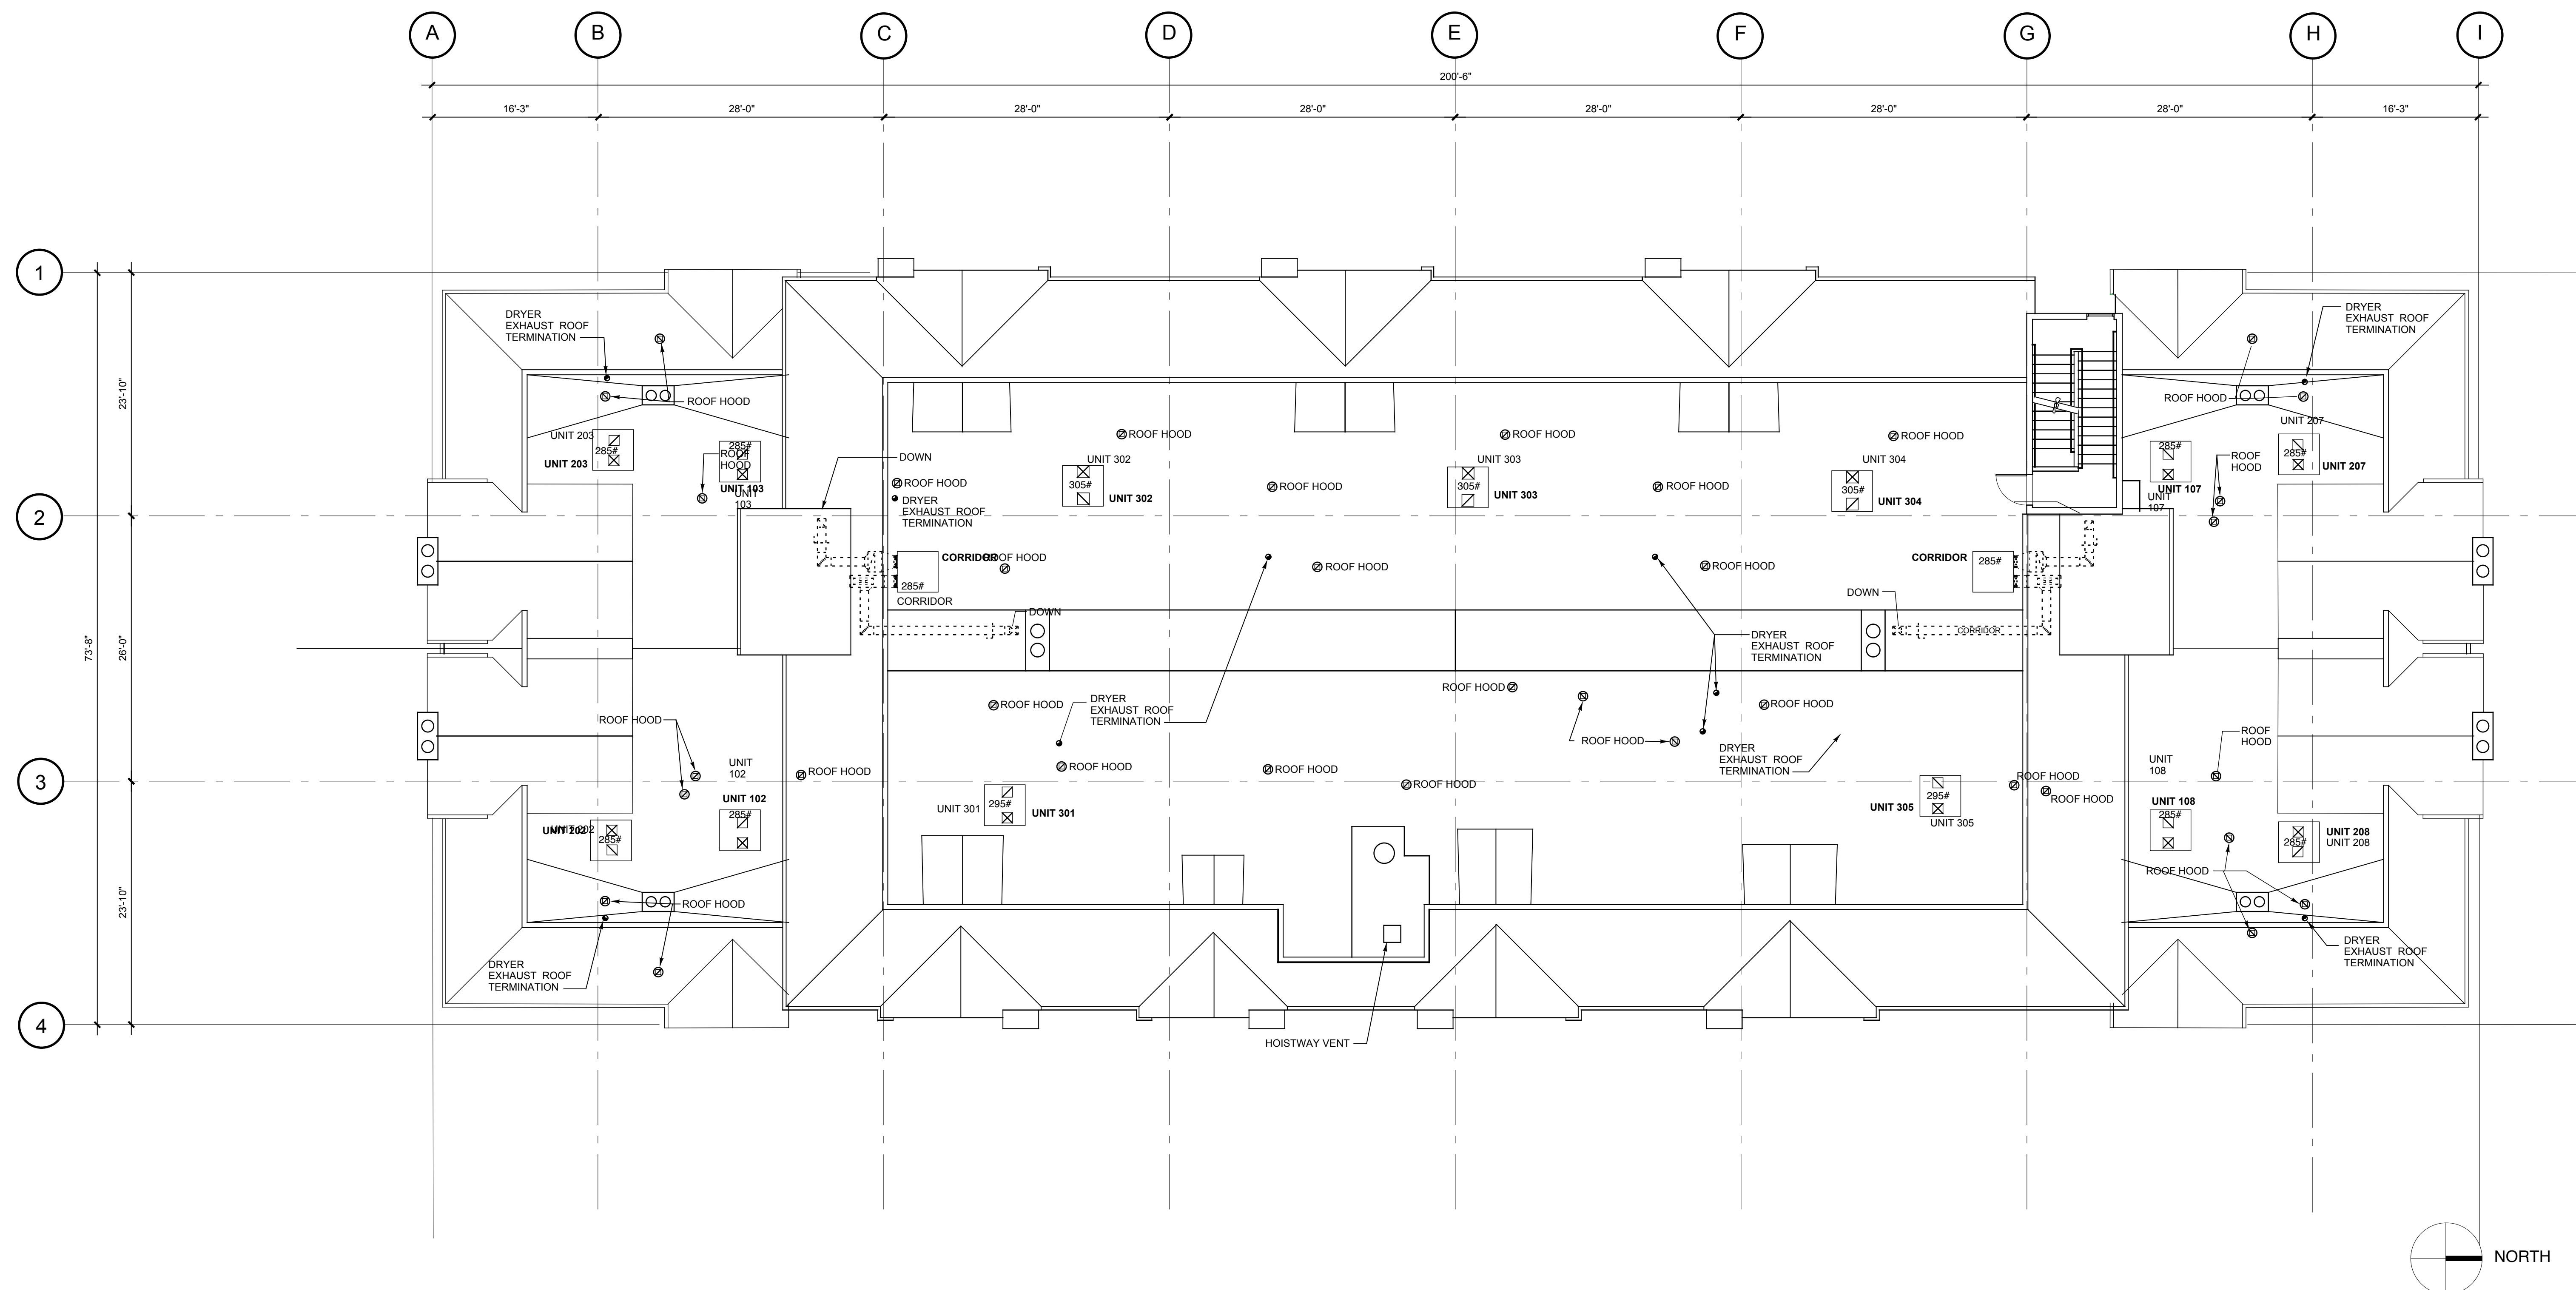 A
B
C
D
E
F
G
H
I
200'-6"
16'-3"
28'-0"
28'-0"
28'-0"
28'-0"
28'-0"
28'-0"
16'-3"
1
2
3
4
73'-8"
23'-10"
26'-0"
23'-10"
DRYER
EXHAUST ROOF
TERMINATION
ROOF HOOD
UNIT 203
285#
UNIT 203
285#
ROOF
HOOD
UNIT 103
UNIT
103
DOWN
ROOF HOOD
DRYER
EXHAUST ROOF
TERMINATION
ROOF HOOD
UNIT 302
305#
UNIT 302
ROOF HOOD
ROOF HOOD
UNIT 303
305#
UNIT 303
ROOF HOOD
ROOF HOOD
UNIT 304
305#
UNIT 304
UP
DRYER
EXHAUST ROOF
TERMINATION
ROOF HOOD
UNIT 207
285#
UNIT 207
285#
UNIT 107
UNIT
107
ROOF
HOOD
CORRIDOR
ROOF HOOD
285#
CORRIDOR
DOWN
ROOF HOOD
ROOF HOOD
CORRIDOR
285#
DOWN
CORRIDOR
DRYER
EXHAUST ROOF
TERMINATION
ROOF HOOD
ROOF HOOD
DRYER
EXHAUST ROOF
TERMINATION
ROOF HOOD
ROOF HOOD
ROOF HOOD
DRYER
EXHAUST ROOF
TERMINATION
ROOF HOOD
UNIT
102
UNIT 102
285#
ROOF HOOD
ROOF HOOD
ROOF HOOD
ROOF HOOD
UNIT 301
295#
UNIT 301
UNIT 305
295#
UNIT 305
ROOF HOOD
ROOF HOOD
ROOF
HOOD
UNIT
108
UNIT 108
285#
UNIT 208
UNIT 208
285#
ROOF HOOD
UNIT 202
UNIT 202
285#
ROOF HOOD
DRYER
EXHAUST ROOF
TERMINATION
DRYER
EXHAUST ROOF
TERMINATION
HOISTWAY VENT
NORTH